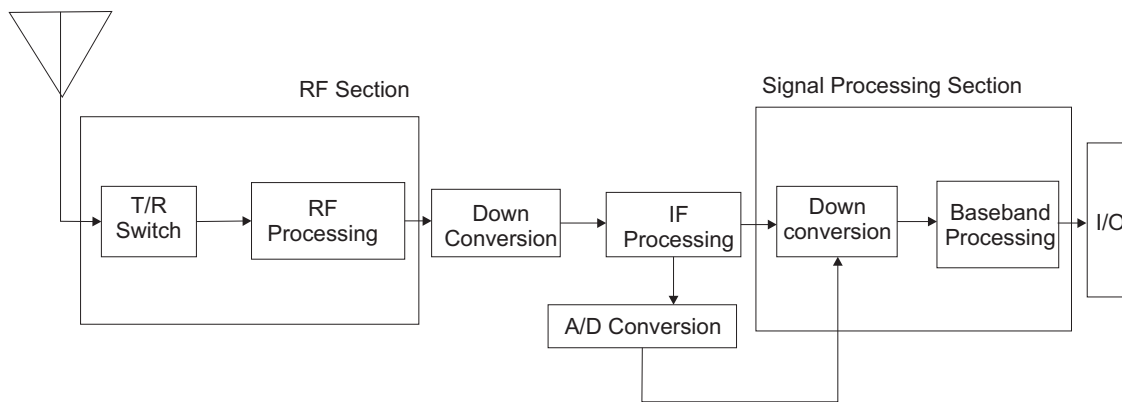 RF Section
Signal Processing Section
T/R
Switch
RF
Processing
Down
Conversion
IF
Processing
Down
conversion
Baseband
Processing
I/O
A/D Conversion